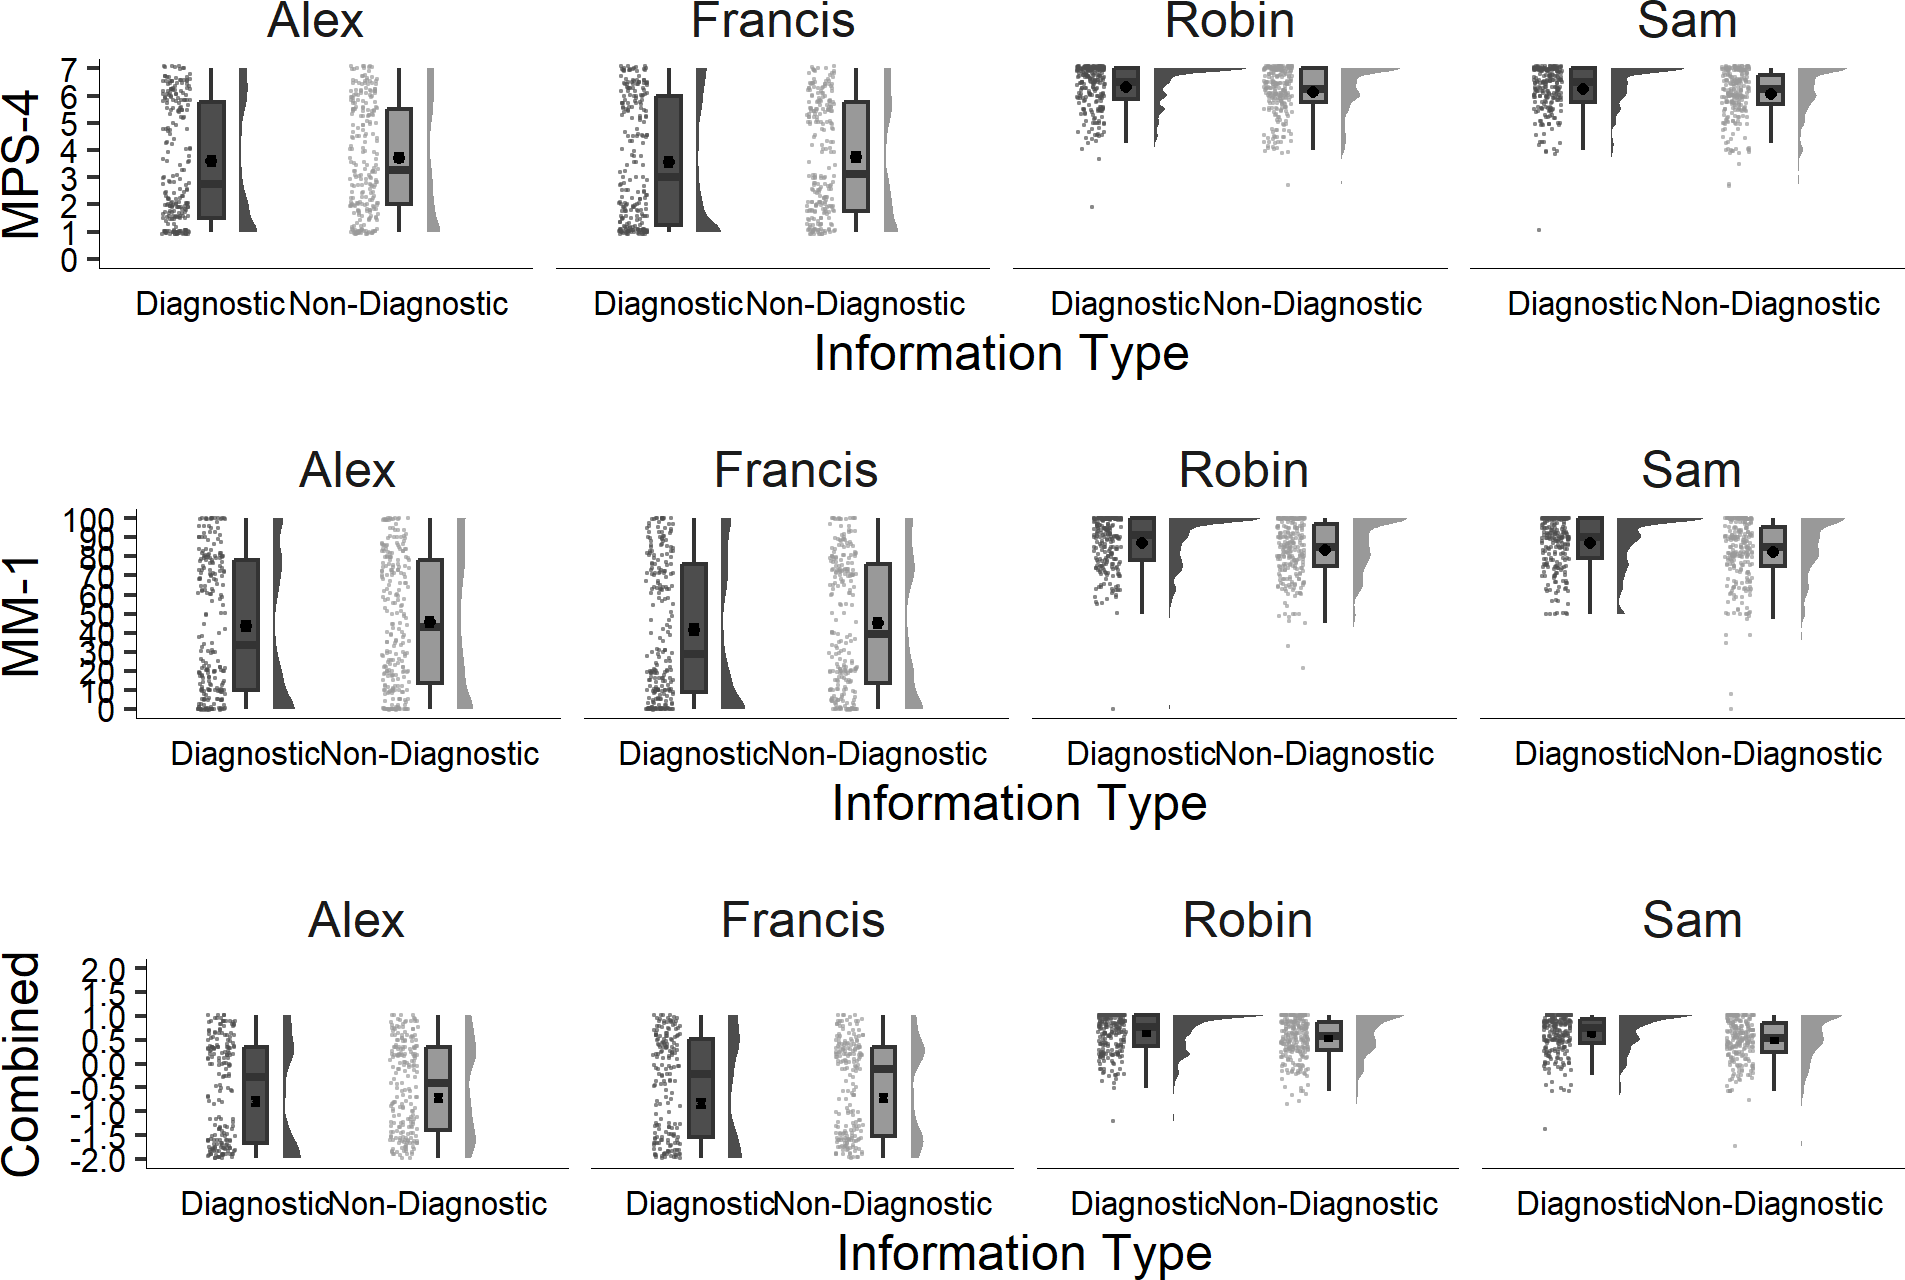 Alex Francis Robin Sam
MPS-4
7
6
5
4
3
2
1
0
Diagnostic Non-Diagnostic Diagnostic Non-Diagnostic Diagnostic Non-Diagnostic Diagnostic Non-Diagnostic
Information Type
Alex Francis Robin Sam
MM-1
100
90
80
70
60
50
40
30
20
10
0
Diagnostic Non-Diagnostic Diagnostic Non-Diagnostic Diagnostic Non-Diagnostic Diagnostic Non-Diagnostic
Information Type
Alex Francis Robin Sam
Combined
2.0
1.5
1.0
0.5
0.0
-0.5
-1.0
-1.5
-2.0
Diagnostic Non-Diagnostic Diagnostic Non-Diagnostic Diagnostic Non-Diagnostic Diagnostic Non-Diagnostic
Information Type